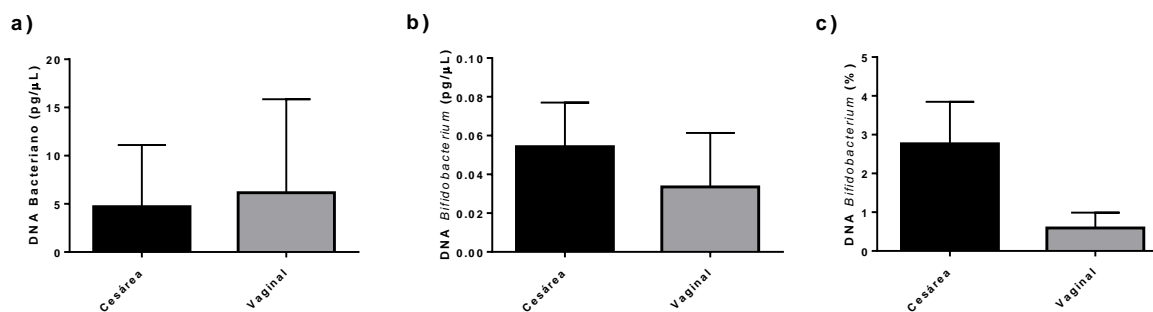 a)
DNA Bacteriano (pg/µL)
20
15
10
5
0
Cesárea
Vaginal
b)
DNA Bifidobacterium (pg/µL)
0.10
0.08
0.06
0.04
0.02
0.00
Cesárea
Vaginal
c)
DNA Bifidobacterium (%)
5
4
3
2
1
0
Cesárea
Vaginal